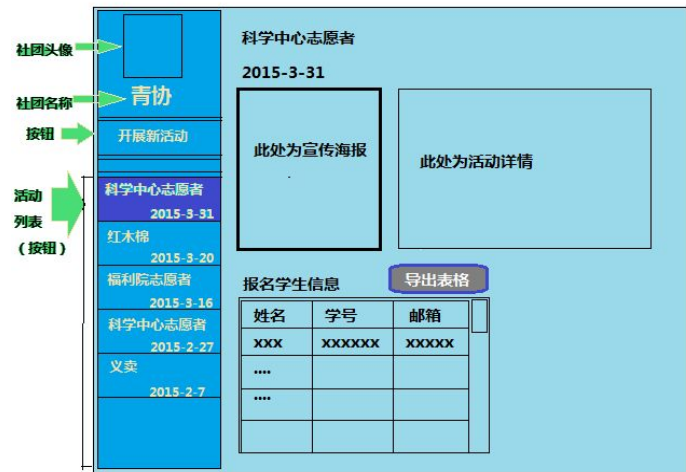 社团头像
社团名称
按钮
活动
列表
（按钮）
青协
开展新活动
科学中心志愿者
2015-3-31
红木棉
2015-3-20
福利院志愿者
2015-3-16
科学中心志愿者
2015-2-27
义卖
2015-2-7
科学中心志愿者
2015-3-31
此处为宣传海报
此处为活动详情
报名学生信息
导出表格
姓名 学号 邮箱
xxx xxxxxx xxxxx
....
....